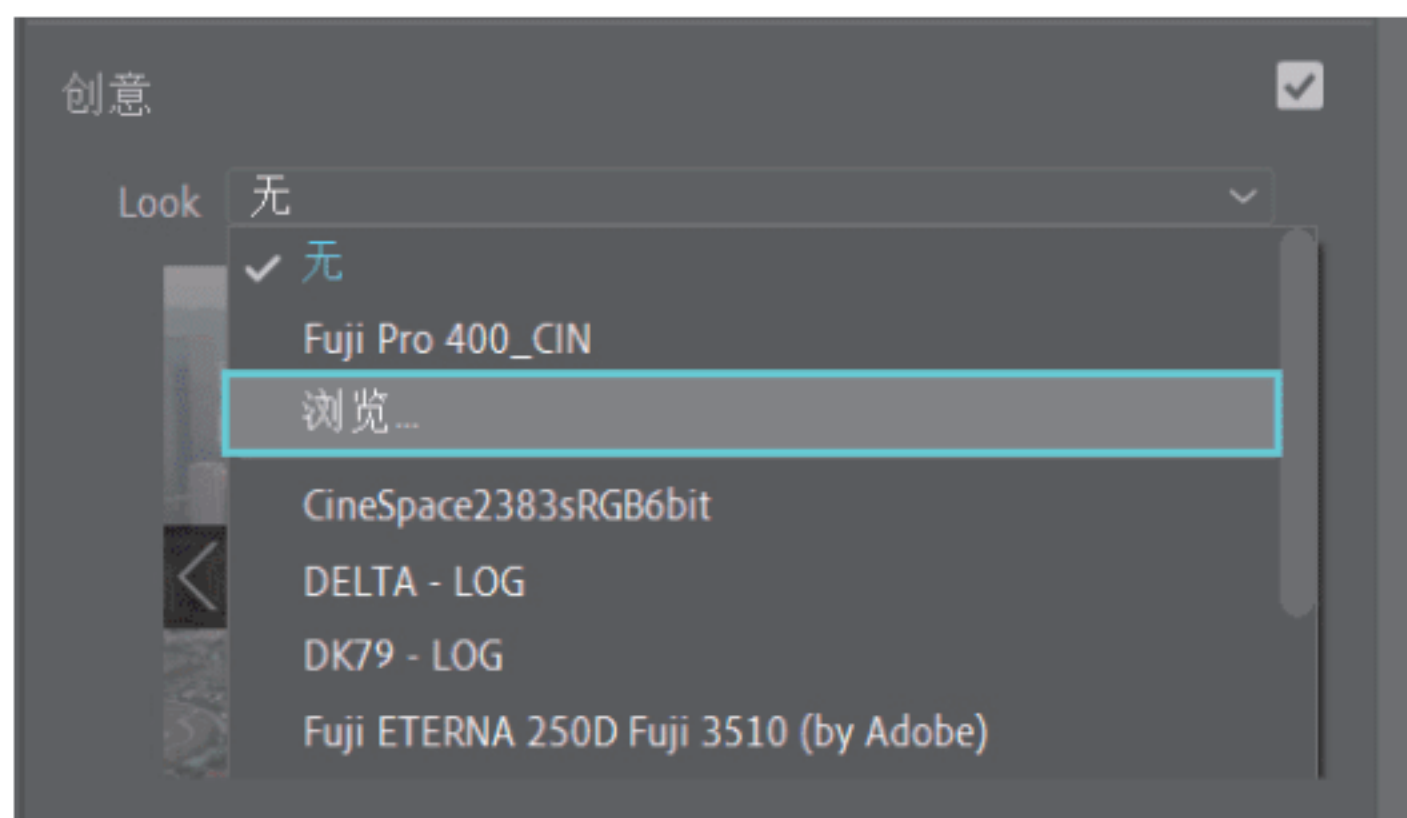 创意
Look 无
无
Fuji Pro 400_CIN
浏览...
CineSpace2383sRGB6bit
DELTA - LOG
DK79 - LOG
Fuji ETERNA 250D Fuji 3510 (by Adobe)